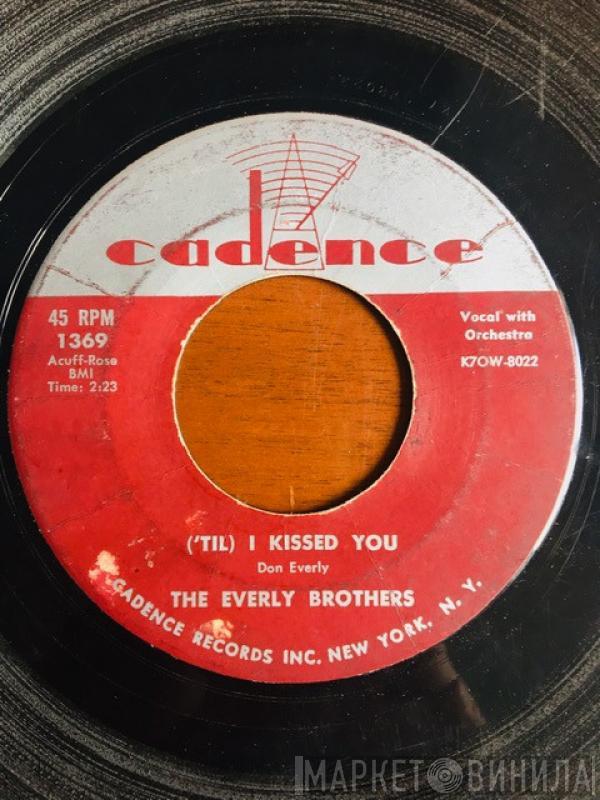 cadence
45 RPM
1369
Acuff-Rose
BMI
Time: 2:23
Vocal with
Orchestra
K7OW-8022
('TIL) I KISSED YOU
Don Everly
THE EVERLY BROTHERS
CADENCE RECORDS INC. NEW YORK, N. Y.
МАРКЕТ ВИНИЛА